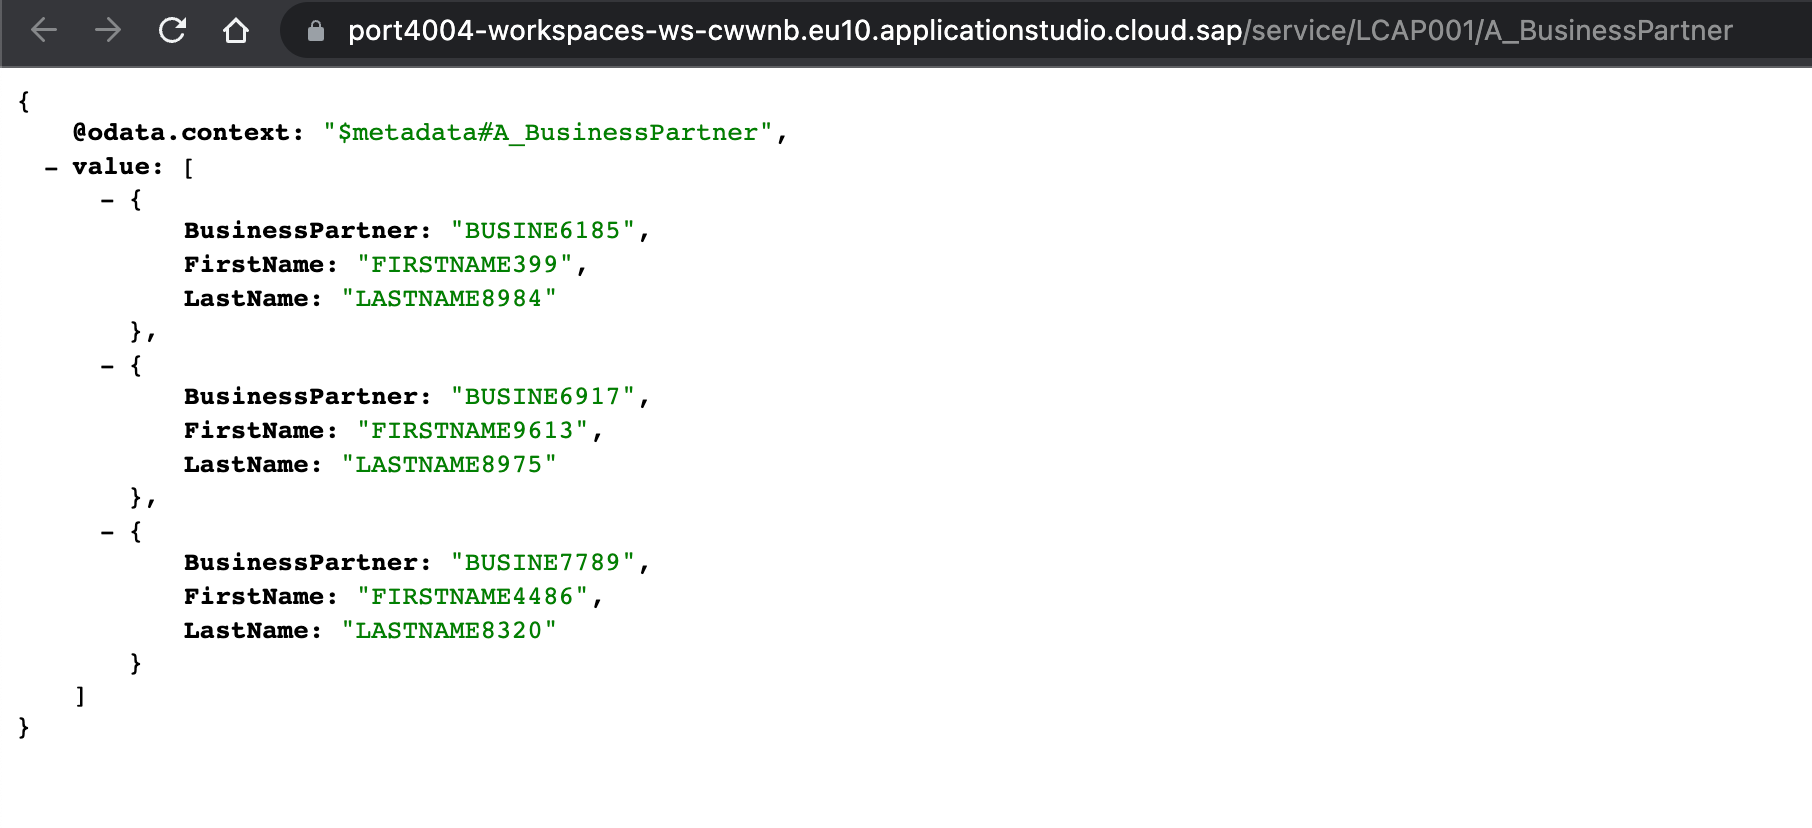 port4004-workspaces-ws-cwwnb.eu10.applicationstudio.cloud.sap/service/LCAP001/A_BusinessPartner
{
@odata.context: "$metadata#A_BusinessPartner",
- value: [
- {
BusinessPartner: "BUSINE6185",
FirstName: "FIRSTNAME399",
LastName: "LASTNAME8984"
},
- {
BusinessPartner: "BUSINE6917",
FirstName: "FIRSTNAME9613",
LastName: "LASTNAME8975"
},
- {
BusinessPartner: "BUSINE7789",
FirstName: "FIRSTNAME4486",
LastName: "LASTNAME8320"
}
]
}